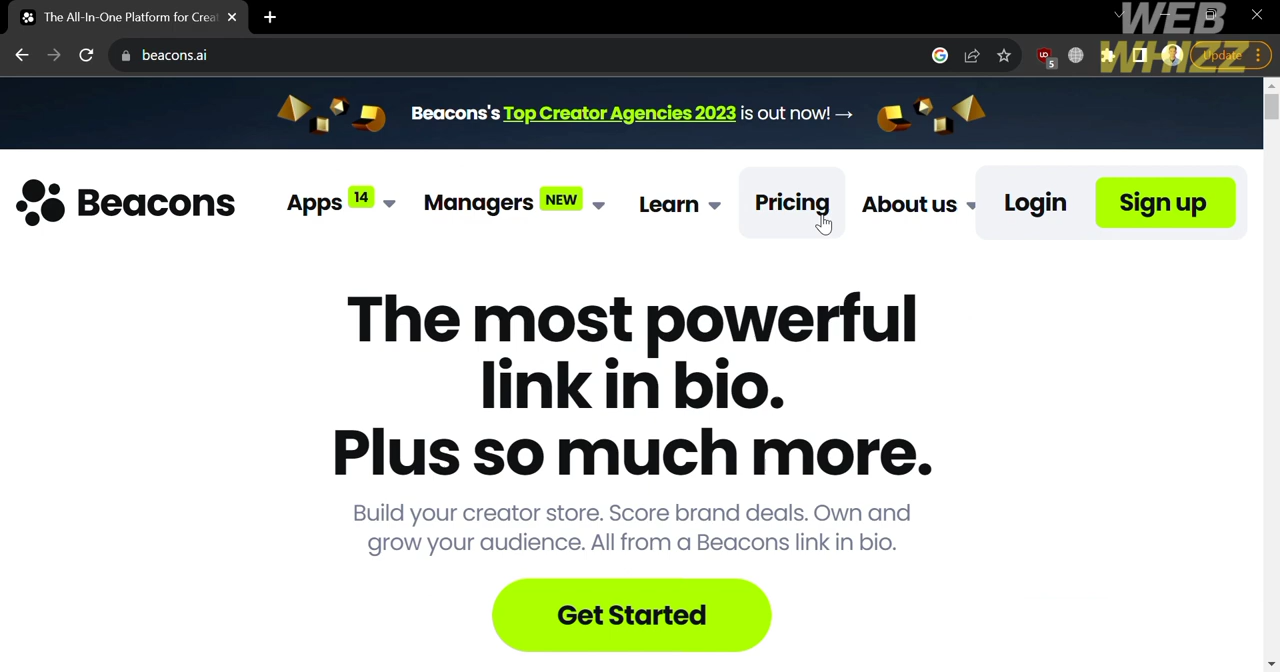 WEB
WHIZZ
The All-In-One Platform for Crea
beacons.ai
5
Update
Beacons's Top Creator Agencies 2023 is out now! →
Beacons
Apps 14
Managers NEW
Learn
Pricing
About us
Login
Sign up
The most powerful
link in bio.
Plus so much more.
Build your creator store. Score brand deals. Own and
grow your audience. All from a Beacons link in bio.
Get Started